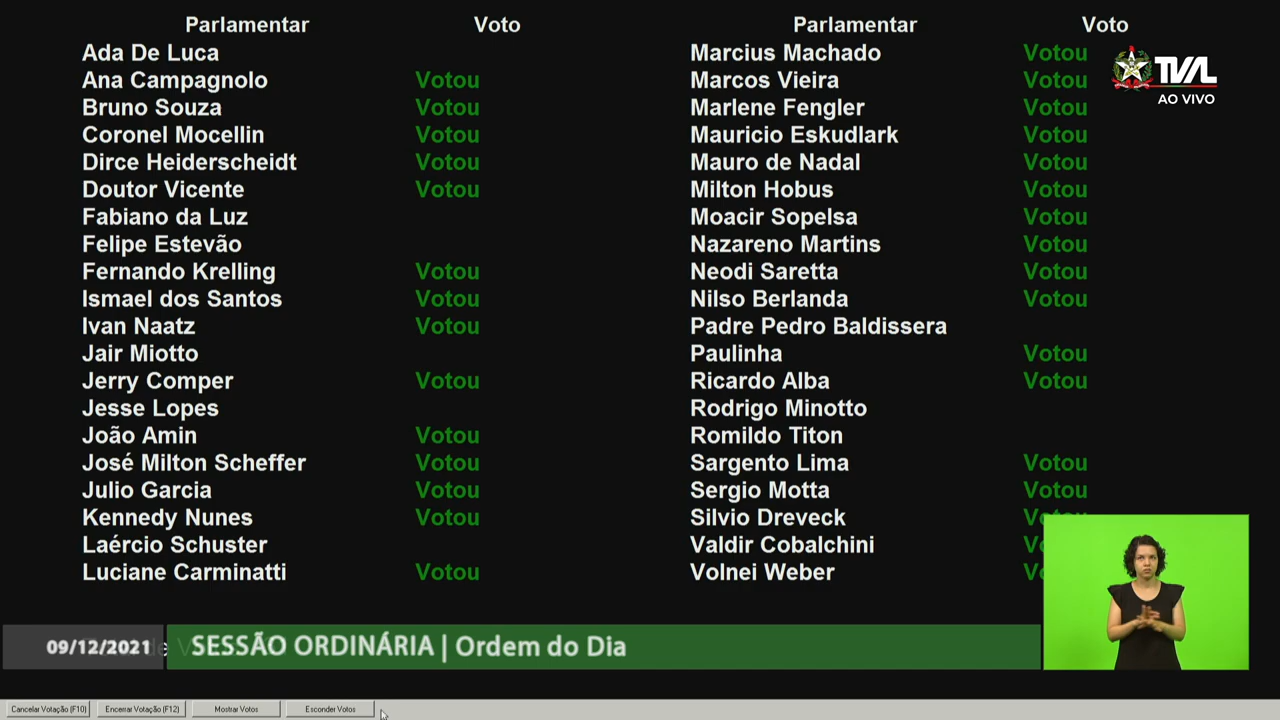 Parlamentar Voto Parlamentar Voto
Ada De Luca Marcius Machado Votou
Ana Campagnolo Votou Marcos Vieira Votou
Bruno Souza Votou Marlene Fengler Votou
Coronel Mocellin Votou Mauricio Eskudlark Votou
Dirce Heiderscheidt Votou Mauro de Nadal Votou
Doutor Vicente Votou Milton Hobus Votou
Fabiano da Luz Moacir Sopelsa Votou
Felipe Estevão Nazareno Martins Votou
Fernando Krelling Votou Neodi Saretta Votou
Ismael dos Santos Votou Nilso Berlanda Votou
Ivan Naatz Votou Padre Pedro Baldissera
Jair Miotto Paulinha Votou
Jerry Comper Votou Ricardo Alba Votou
Jesse Lopes Rodrigo Minotto
João Amin Votou Romildo Titon
José Milton Scheffer Votou Sargento Lima Votou
Julio Garcia Votou Sergio Motta Votou
Kennedy Nunes Votou Silvio Dreveck
Laércio Schuster Valdir Cobalchini
Luciane Carminatti Votou Volnei Weber
TVAL
AO VIVO
09/12/2021 SESSÃO ORDINÁRIA | Ordem do Dia
Cancelar Votação (F10) Encerrar Votação (F12) Mostrar Votos Esconder Votos